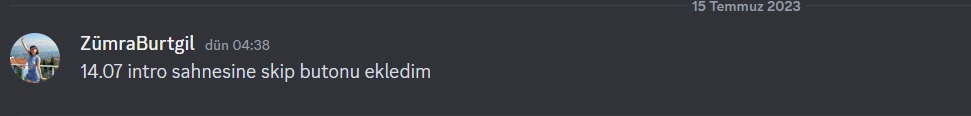 15 Temmuz 2023
ZümraBurtgil dün 04:38
14.07 intro sahnesine skip butonu ekledim